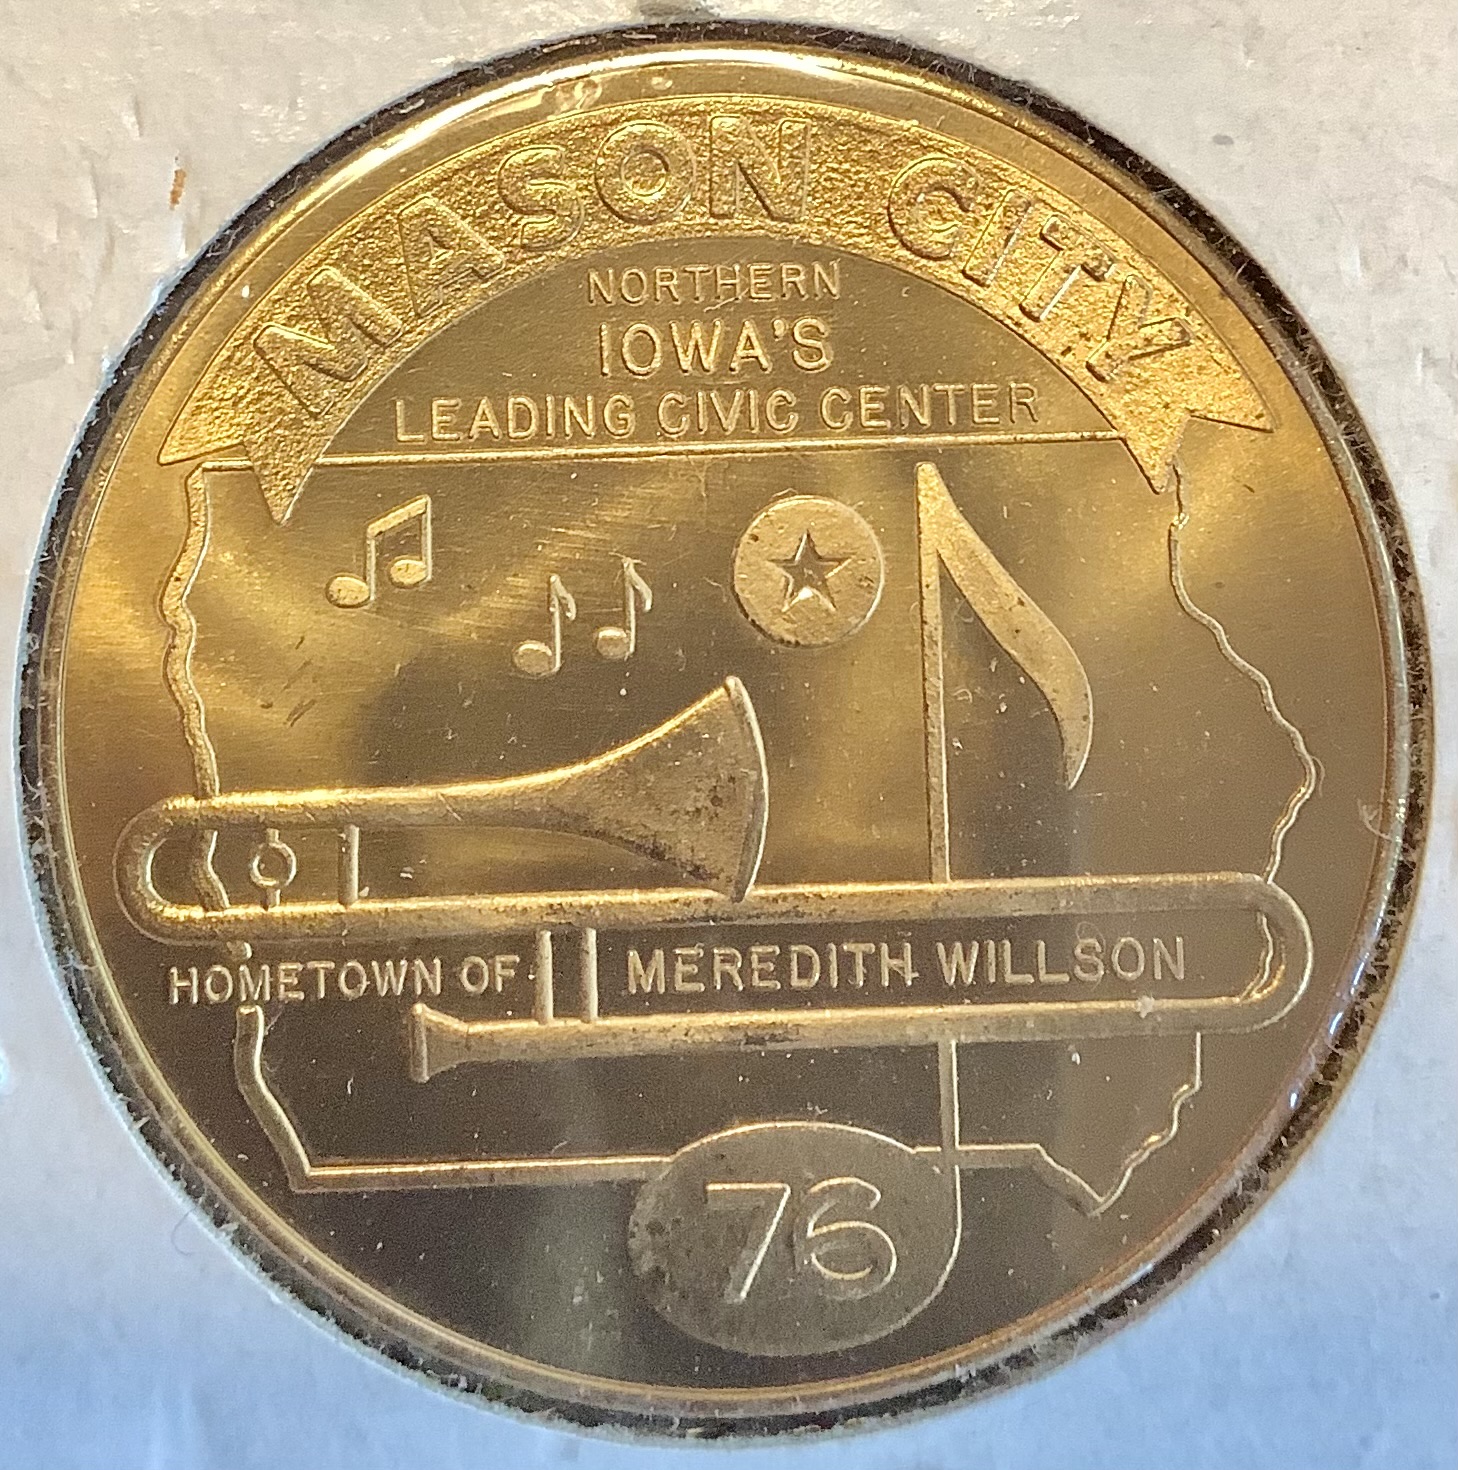 MASON CITY
NORTHERN
IOWA'S
LEADING CIVIC CENTER
HOMETOWN OF MEREDITH WILLSON
76